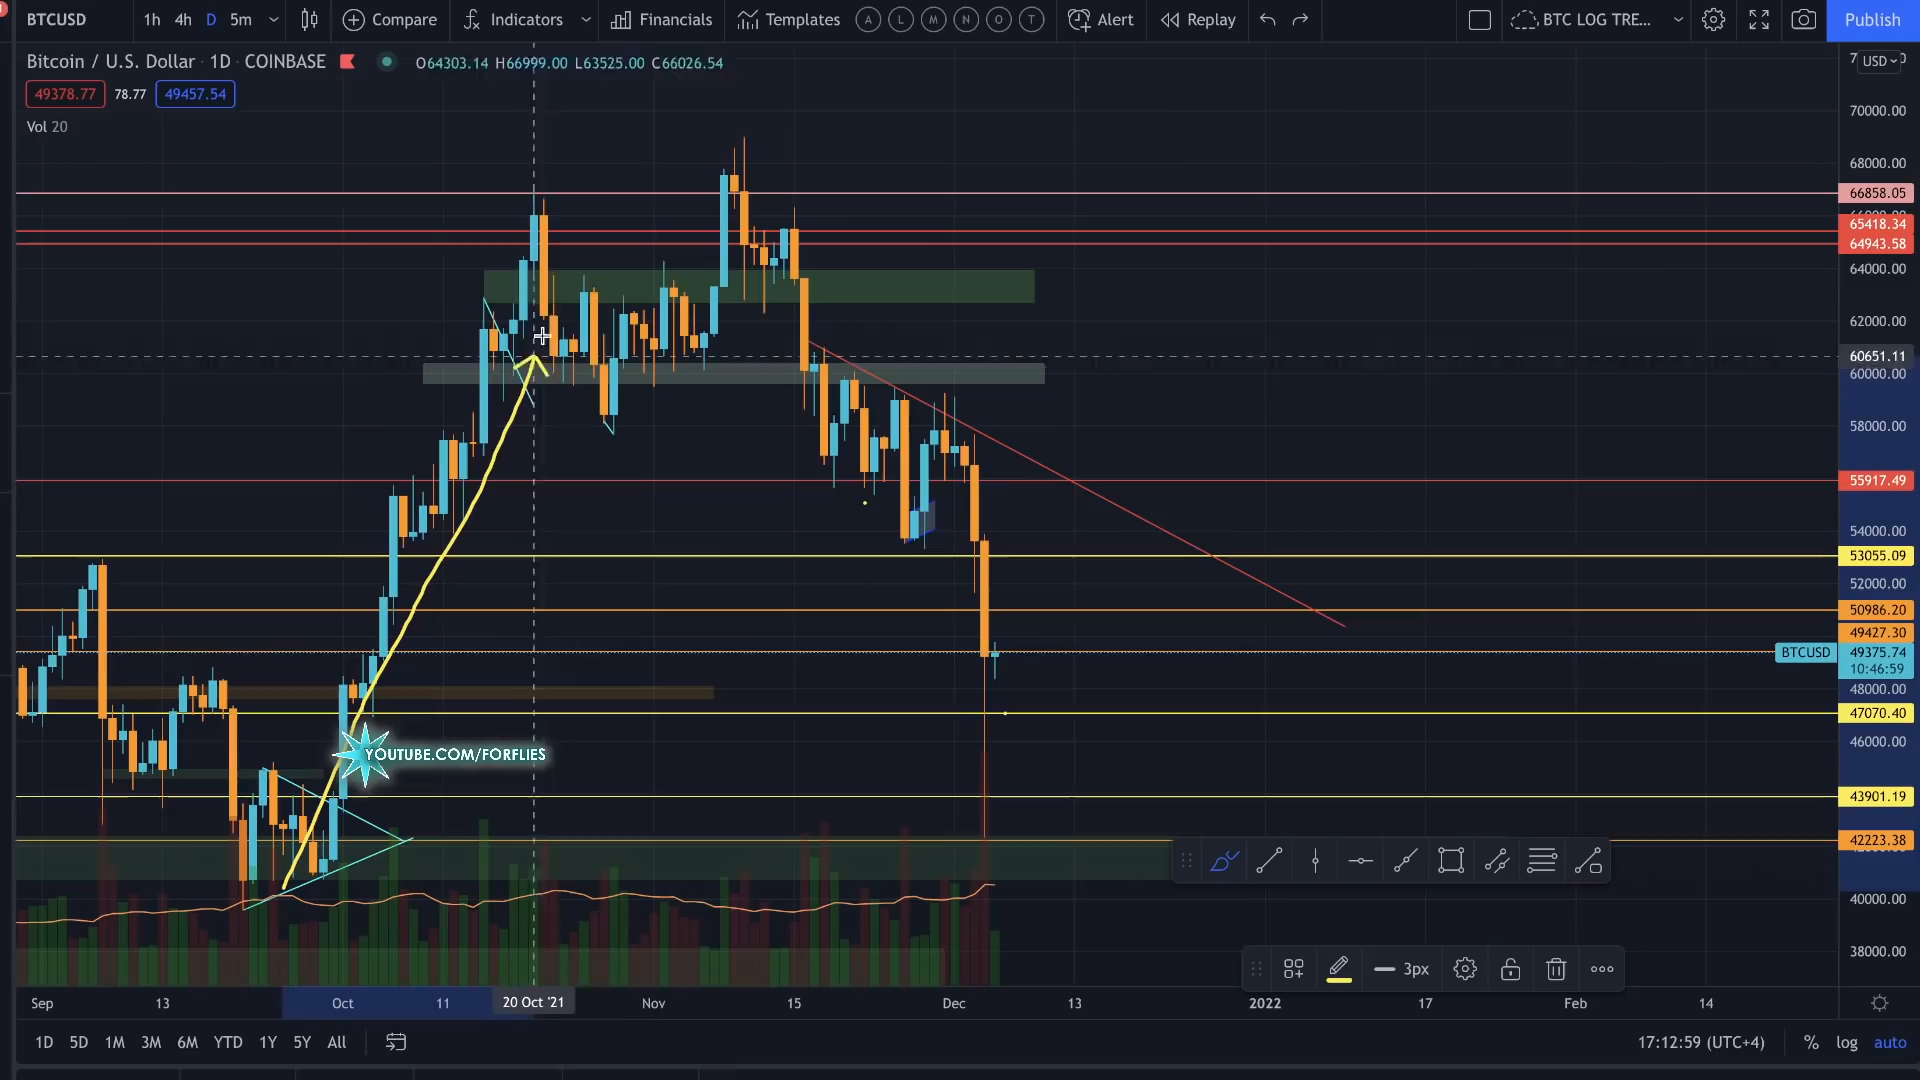 BTCUSD 1h 4h D 5m Compare Indicators Financials Templates A L M N O T Alert Replay BTC LOG TRE... Publish
Bitcoin / U.S. Dollar · 1D · COINBASE O64303.14 H66999.00 L63525.00 C66026.54
USD
49378.77 78.77 49457.54
Vol 20
70000.00
68000.00
66858.05
65418.34
64943.58
64000.00
62000.00
60651.11
60000.00
58000.00
55917.49
54000.00
53055.09
52000.00
50986.20
49427.30
BTCUSD 49375.74
10:46:59
48000.00
47070.40
46000.00
YOUTUBE.COM/FORFLIES
43901.19
42223.38
40000.00
38000.00
3px
Sep 13 Oct 11 20 Oct '21 Nov 15 Dec 13 2022 17 Feb 14
1D 5D 1M 3M 6M YTD 1Y 5Y All 17:12:59 (UTC+4) % log auto